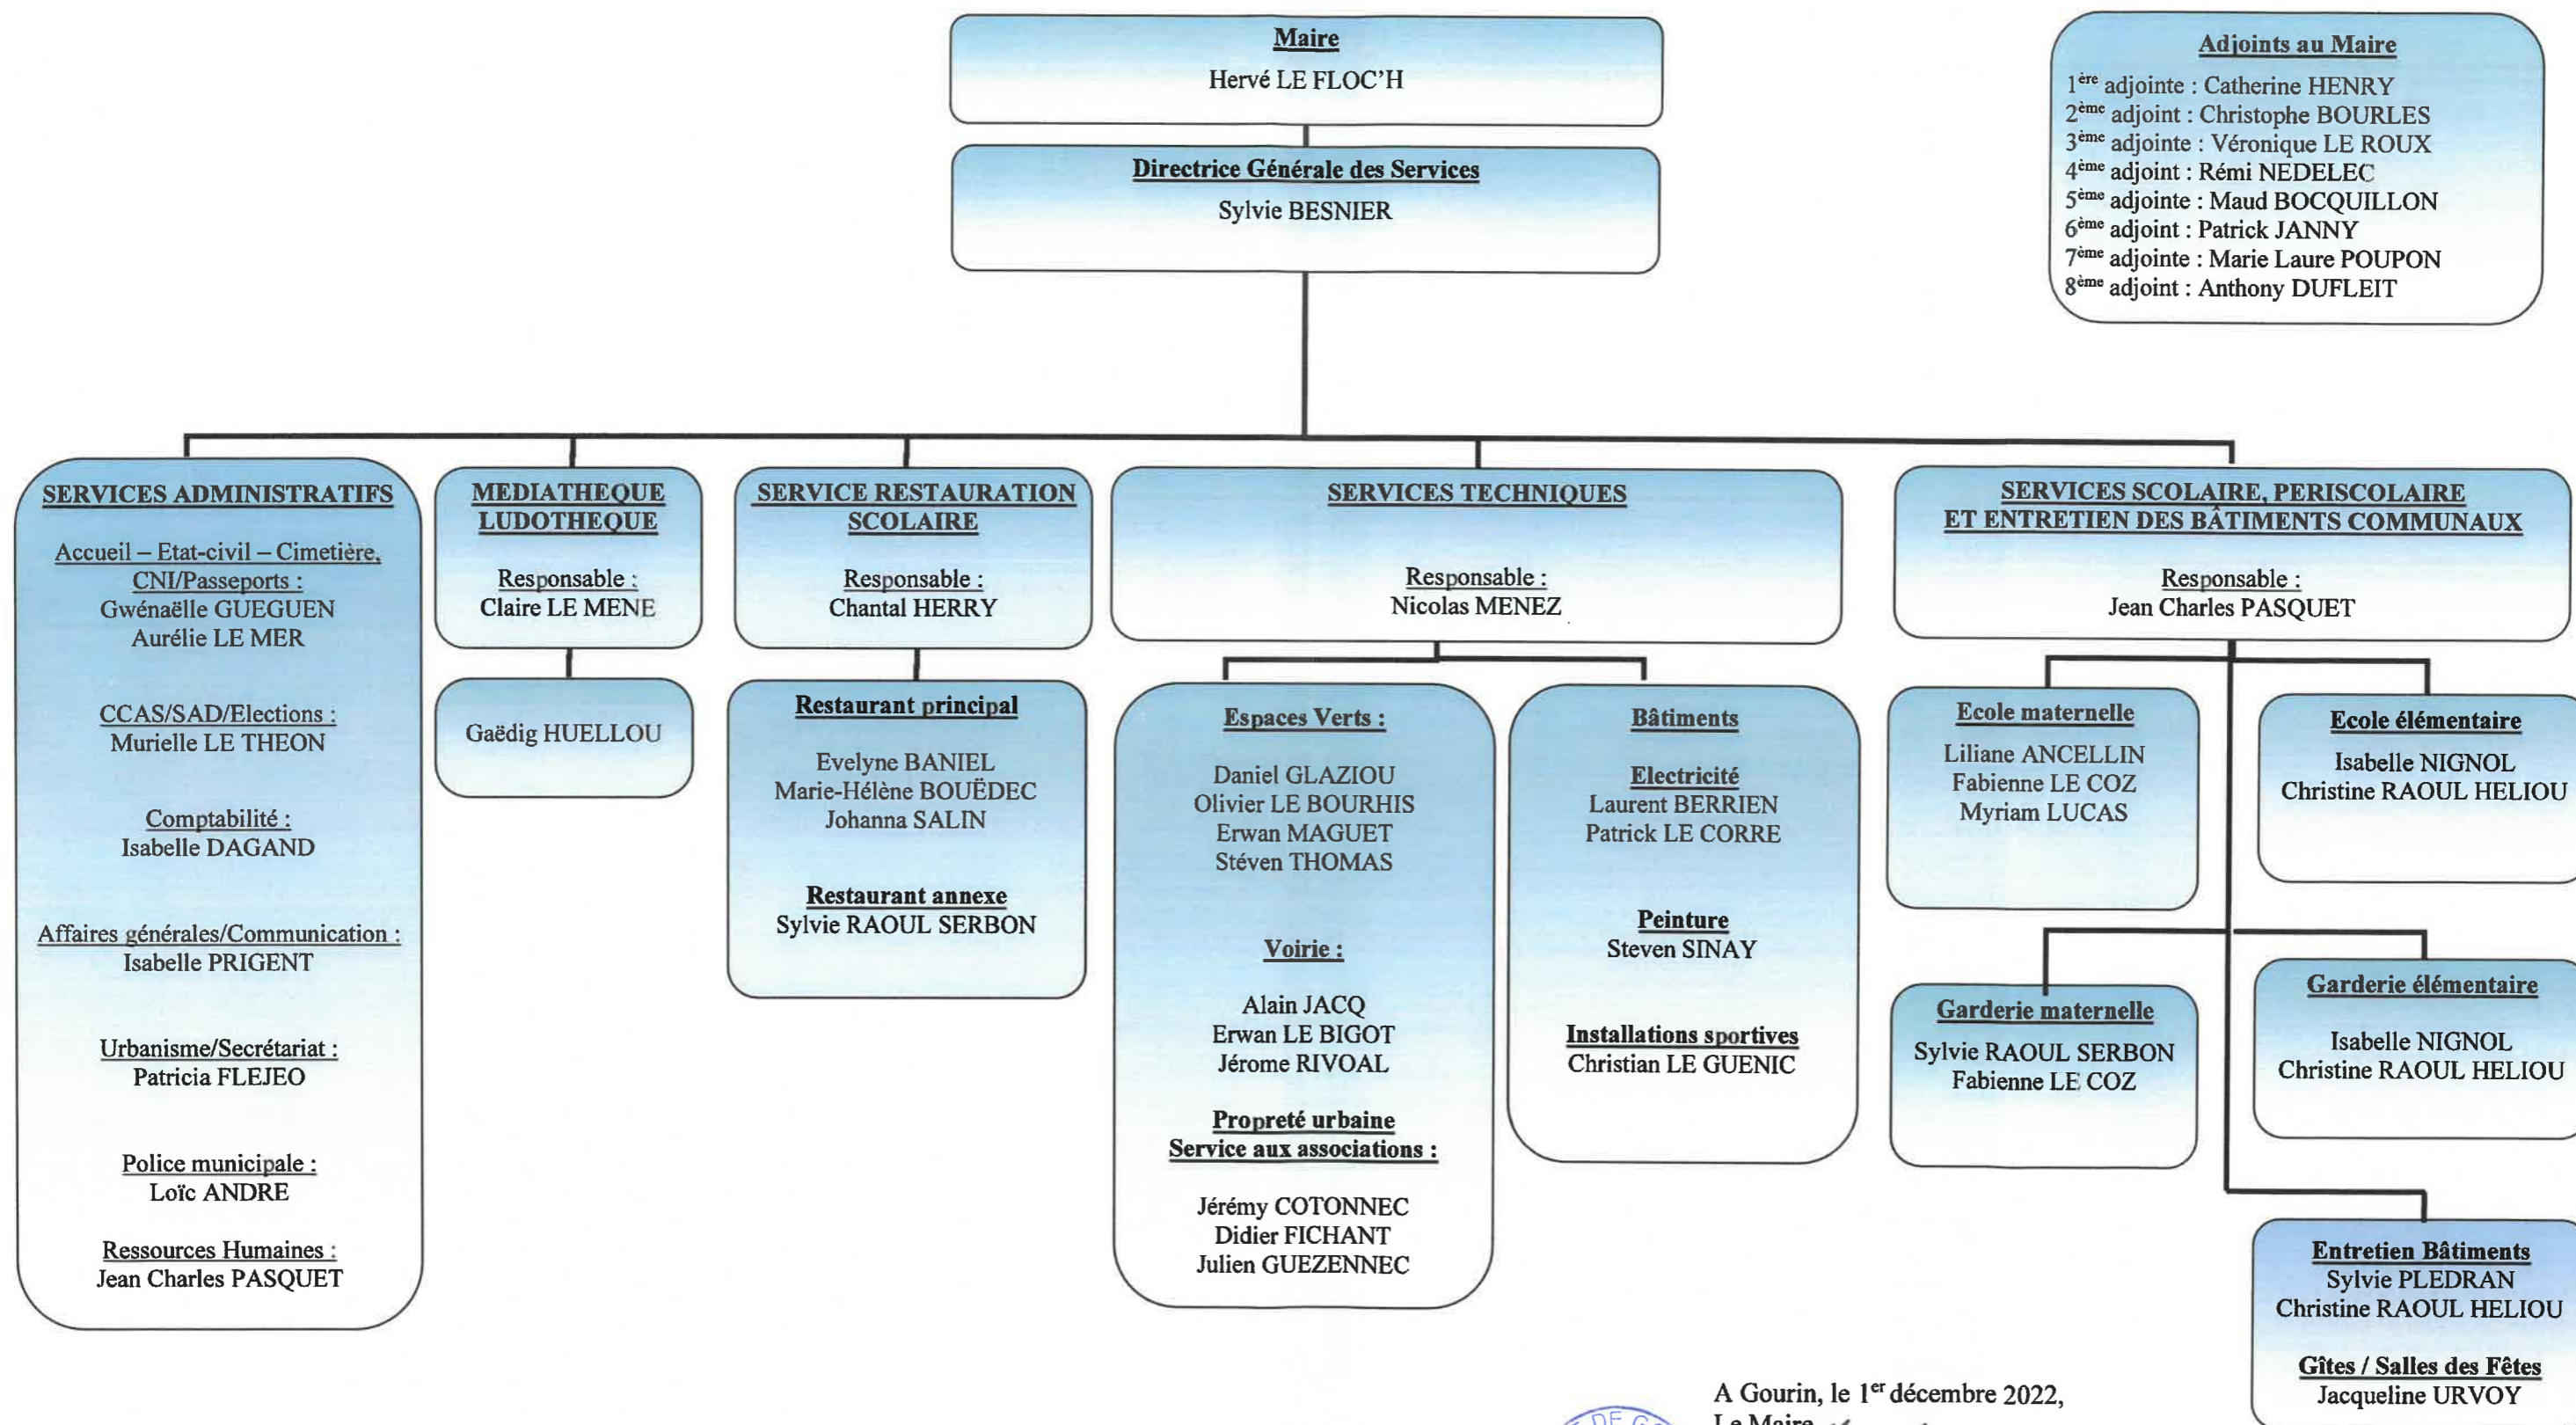 Maire
Hervé LE FLOC'H
Directrice Générale des Services
Sylvie BESNIER
Adjoints au Maire
1ère adjointe : Catherine HENRY
2ème adjoint : Christophe BOURLES
3ème adjointe : Véronique LE ROUX
4ème adjoint : Rémi NEDELEC
5ème adjointe : Maud BOCQUILLON
6ème adjoint : Patrick JANNY
7ème adjointe : Marie Laure POUPON
8ème adjoint : Anthony DUFLEIT
SERVICES ADMINISTRATIFS
Accueil – Etat-civil – Cimetière,
CNI/Passeports :
Gwénaëlle GUEGUEN
Aurélie LE MER
CCAS/SAD/Elections :
Murielle LE THEON
Comptabilité :
Isabelle DAGAND
Affaires générales/Communication :
Isabelle PRIGENT
Urbanisme/Secrétariat :
Patricia FLEJEO
Police municipale :
Loïc ANDRE
Ressources Humaines :
Jean Charles PASQUET
MEDIATHEQUE
LUDOTHEQUE
Responsable :
Claire LE MENE
Gaëdig HUELLOU
SERVICE RESTAURATION
SCOLAIRE
Responsable :
Chantal HERRY
Restaurant principal
Evelyne BANIEL
Marie-Hélène BOUËDEC
Johanna SALIN
Restaurant annexe
Sylvie RAOUL SERBON
SERVICES TECHNIQUES
Responsable :
Nicolas MENEZ
Espaces Verts :
Daniel GLAZIOU
Olivier LE BOURHIS
Erwan MAGUET
Stéven THOMAS
Voirie :
Alain JACQ
Erwan LE BIGOT
Jérome RIVOAL
Propreté urbaine
Service aux associations :
Jérémy COTONNEC
Didier FICHANT
Julien GUEZENNEC
Bâtiments
Electricité
Laurent BERRIEN
Patrick LE CORRE
Peinture
Steven SINAY
Installations sportives
Christian LE GUENIC
SERVICES SCOLAIRE, PERISCOLAIRE
ET ENTRETIEN DES BÂTIMENTS COMMUNAUX
Responsable :
Jean Charles PASQUET
Ecole maternelle
Liliane ANCELLIN
Fabienne LE COZ
Myriam LUCAS
Ecole élémentaire
Isabelle NIGNOL
Christine RAOUL HELIOU
Garderie maternelle
Sylvie RAOUL SERBON
Fabienne LE COZ
Garderie élémentaire
Isabelle NIGNOL
Christine RAOUL HELIOU
Entretien Bâtiments
Sylvie PLEDRAN
Christine RAOUL HELIOU
Gîtes / Salles des Fêtes
Jacqueline URVOY
A Gourin, le 1er décembre 2022,
Le Maire
DE GO